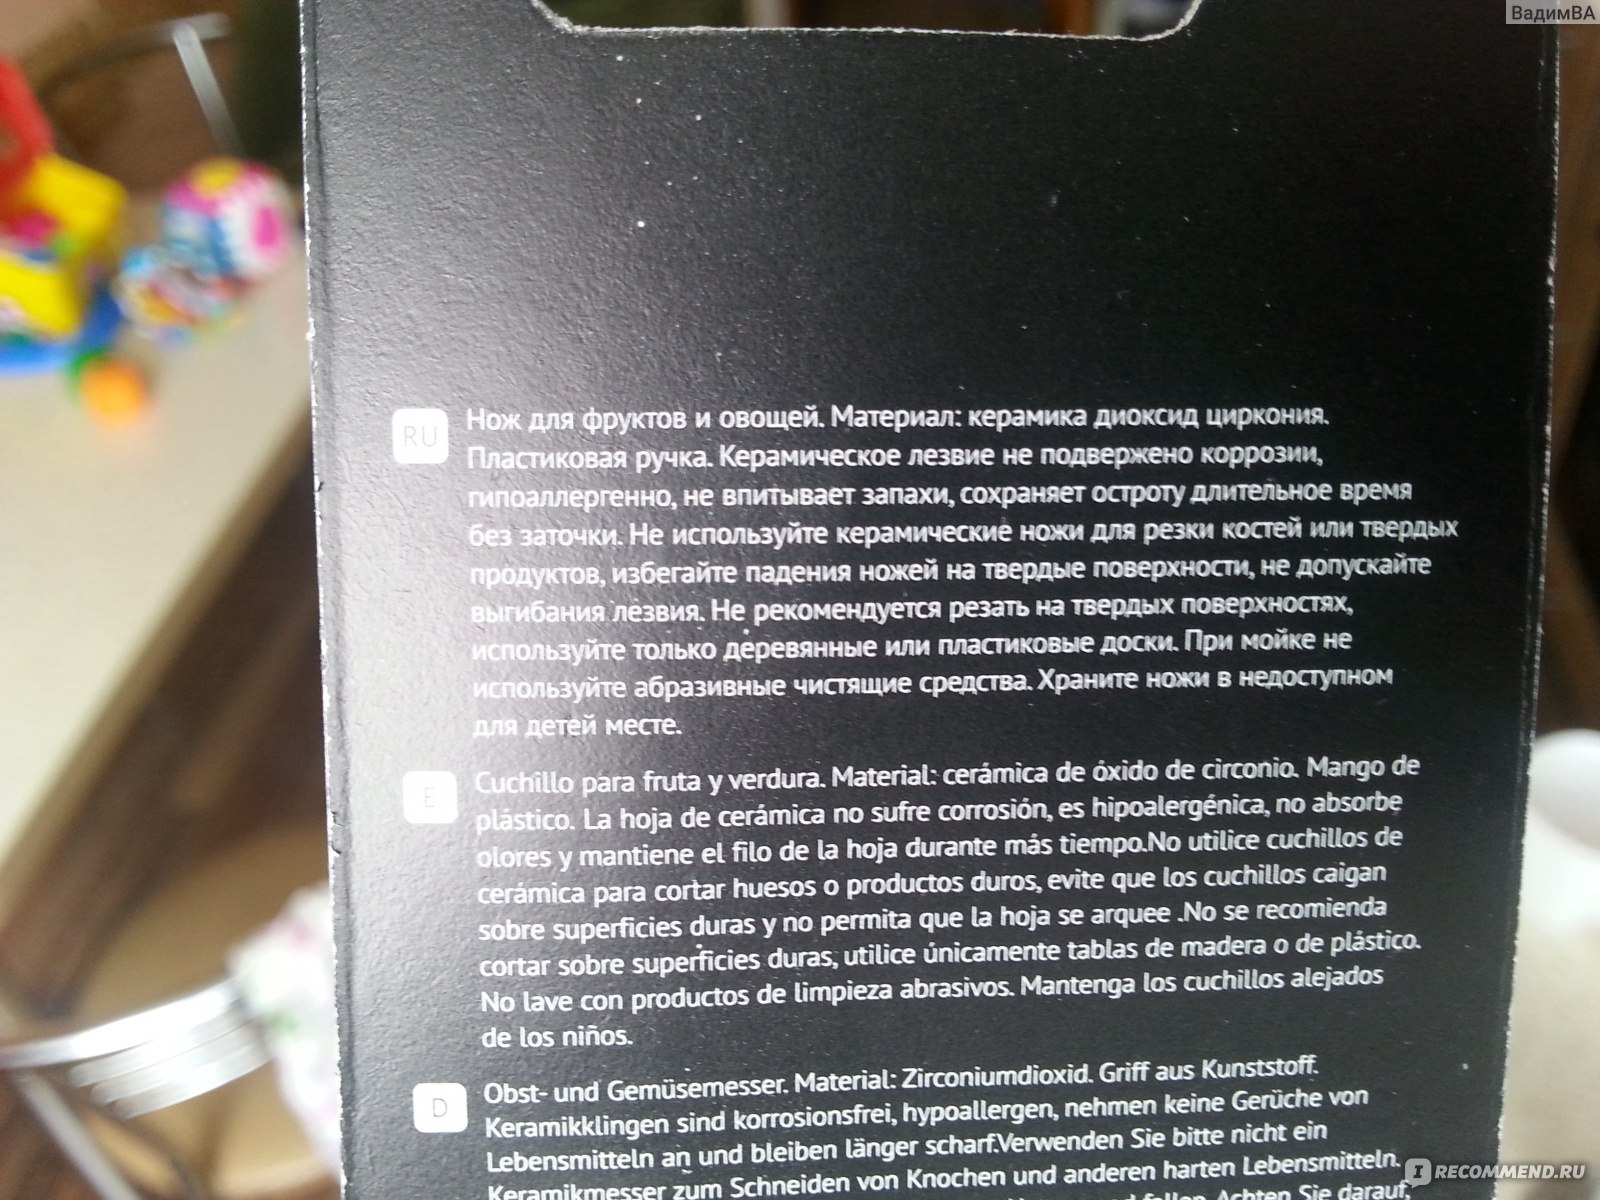 ВадимВА
RU
Нож для фруктов и овощей. Материал: керамика диоксид циркония.
Пластиковая ручка. Керамическое лезвие не подвержено коррозии,
гипоаллергенно, не впитывает запахи, сохраняет остроту длительное время
без заточки. Не используйте керамические ножи для резки костей или твердых
продуктов, избегайте падения ножей на твердые поверхности, не допускайте
выгибания лезвия. Не рекомендуется резать на твердых поверхностях,
используйте только деревянные или пластиковые доски. При мойке не
используйте абразивные чистящие средства. Храните ножи в недоступном
для детей месте.
E
Cuchillo para fruta y verdura. Material: cerámica de óxido de circonio. Mango de
plástico. La hoja de cerámica no sufre corrosión, es hipoalergénica, no absorbe
olores y mantiene el filo de la hoja durante más tiempo.No utilice cuchillos de
cerámica para cortar huesos o productos duros, evite que los cuchillos caigan
sobre superficies duras y no permita que la hoja se arquee .No se recomienda
cortar sobre superficies duras, utilice únicamente tablas de madera o de plástico.
No lave con productos de limpieza abrasivos. Mantenga los cuchillos alejados
de los niños.
D
Obst- und Gemüsemesser. Material: Zirconiumdioxid. Griff aus Kunststoff.
Keramikklingen sind korrosionsfrei, hypoallergen, nehmen keine Gerüche von
Lebensmitteln an und bleiben länger scharf.Verwenden Sie bitte nicht ein
Keramikmesser zum Schneiden von Knochen und anderen harten Lebensmitteln.
fallen. Achten Sie darauf,
IRECOMMEND.RU